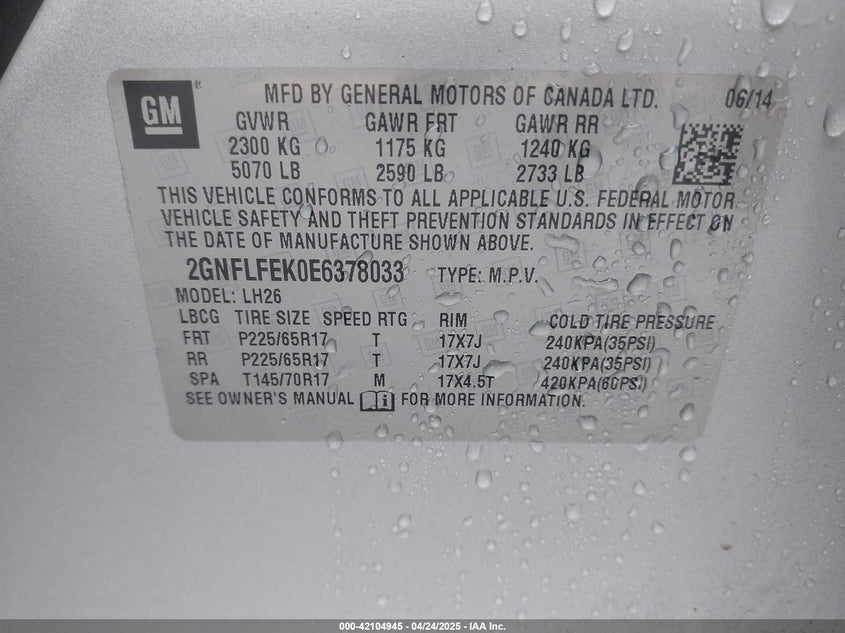 GM ® MFD BY GENERAL MOTORS OF CANADA LTD. 06/14
GVWR GAWR FRT GAWR RR
2300 KG 1175 KG 1240 KG
5070 LB 2590 LB 2733 LB
THIS VEHICLE CONFORMS TO ALL APPLICABLE U.S. FEDERAL MOTOR
VEHICLE SAFETY AND THEFT PREVENTION STANDARDS IN EFFECT ON
THE DATE OF MANUFACTURE SHOWN ABOVE.
2GNFLFEK0E6378033 TYPE: M.P.V.
MODEL: LH26
LBCG TIRE SIZE SPEED RTG RIM COLD TIRE PRESSURE
FRT P225/65R17 T 17X7J 240KPA(35PSI)
RR P225/65R17 T 17X7J 240KPA(35PSI)
SPA T145/70R17 M 17X4.5T 420KPA(60PSI)
SEE OWNER'S MANUAL FOR MORE INFORMATION.
000-42104945 - 04/24/2025 - IAA Inc.